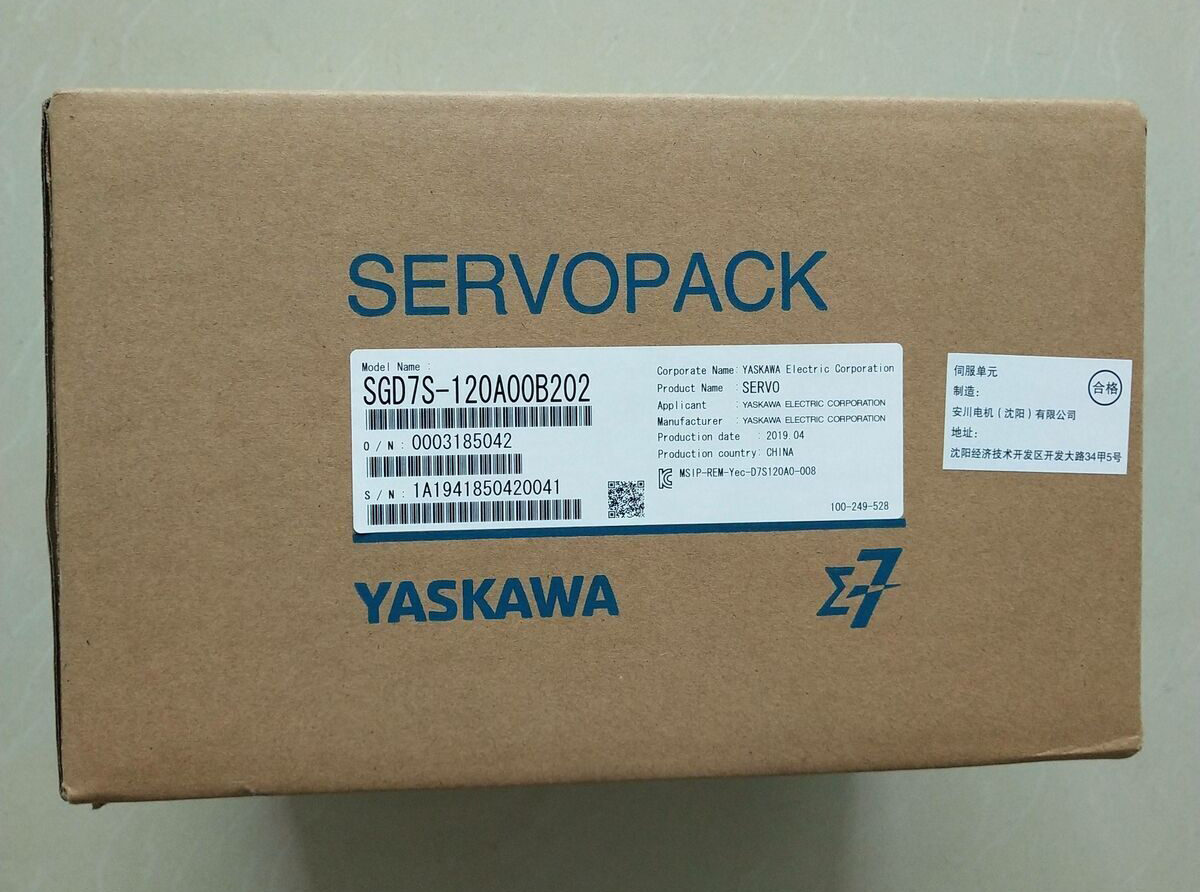 SERVOPACK
Model Name :
SGD7S-120A00B202
O / N : 0003185042
S / N : 1A1941850420041
Corporate Name: YASKAWA Electric Corporation
Product Name : SERVO
Applicant : YASKAWA ELECTRIC CORPORATION
Manufacturer : YASKAWA ELECTRIC CORPORATION
Production date : 2019.04
Production country: CHINA
MSIP-REM-Yec-D7S120A0-008
100-249-528
伺服单元
合格
制造：
安川电机（沈阳）有限公司
地址：
沈阳经济技术开发区开发大路34甲5号
YASKAWA
Σ-7